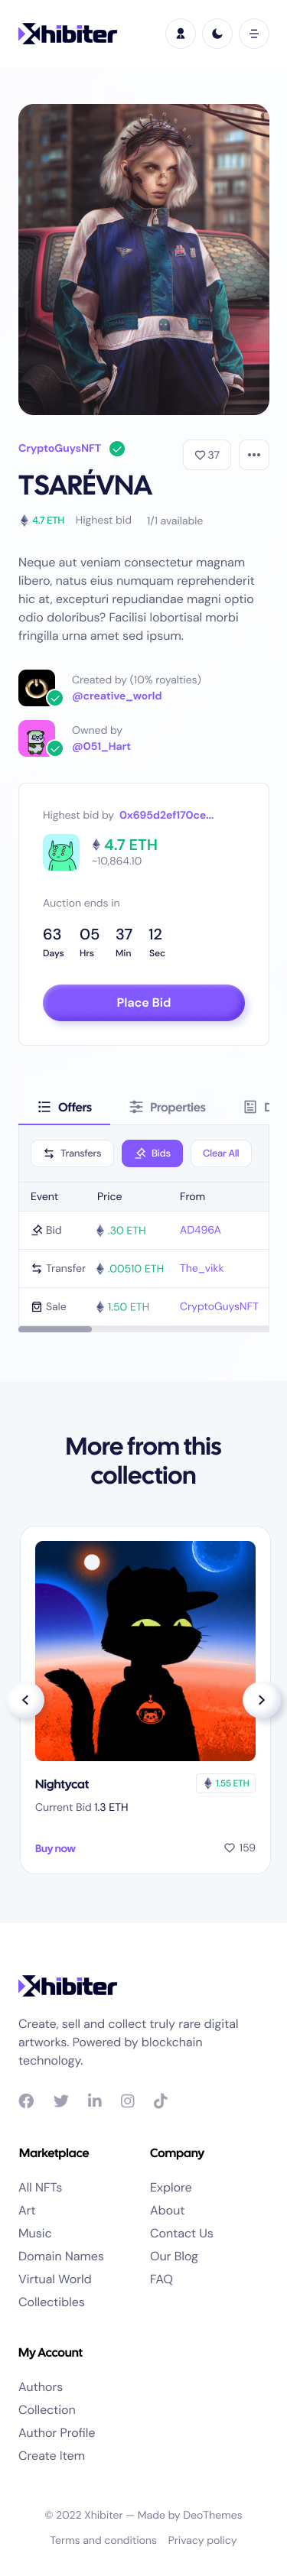 Xhibiter
CryptoGuysNFT
37
TSARÉVNA
4.7 ETH Highest bid 1/1 available
Neque aut veniam consectetur magnam
libero, natus eius numquam reprehenderit
hic at, excepturi repudiandae magni optio
odio doloribus? Facilisi lobortisal morbi
fringilla urna amet sed ipsum.
Created by (10% royalties)
@creative_world
Owned by
@051_Hart
Highest bid by 0x695d2ef170ce...
4.7 ETH
~10,864.10
Auction ends in
63 05 37 12
Days Hrs Min Sec
Place Bid
Offers Properties D
Transfers Bids Clear All
Event Price From
Bid .30 ETH AD496A
Transfer .00510 ETH The_vikk
Sale 1.50 ETH CryptoGuysNFT
More from this
collection
Nightycat 1.55 ETH
Current Bid 1.3 ETH
Buy now 159
Xhibiter
Create, sell and collect truly rare digital
artworks. Powered by blockchain
technology.
Marketplace
All NFTs
Art
Music
Domain Names
Virtual World
Collectibles
Company
Explore
About
Contact Us
Our Blog
FAQ
My Account
Authors
Collection
Author Profile
Create Item
© 2022 Xhibiter — Made by DeoThemes
Terms and conditions Privacy policy